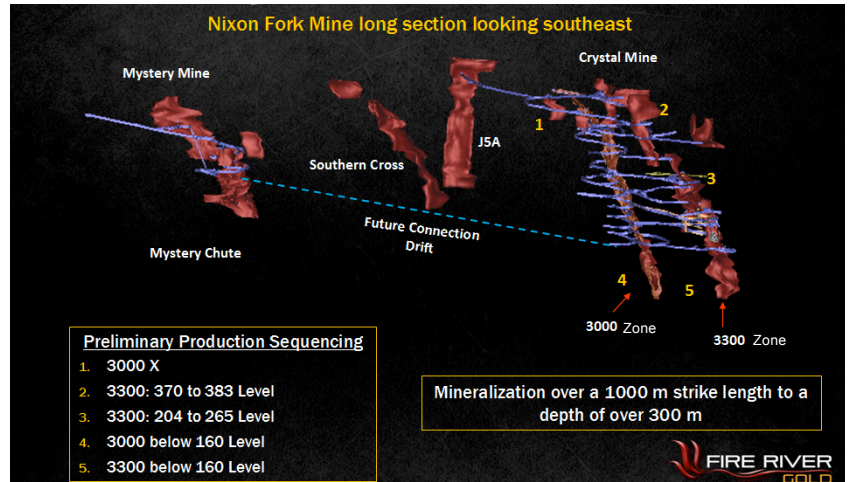 Nixon Fork Mine long section looking southeast
Mystery Mine
Crystal Mine
1
2
J5A
Southern Cross
3
Future Connection
Drift
Mystery Chute
4
5
3000 Zone
3300 Zone
Preliminary Production Sequencing
1. 3000 X
2. 3300: 370 to 383 Level
3. 3300: 204 to 265 Level
4. 3000 below 160 Level
5. 3300 below 160 Level
Mineralization over a 1000 m strike length to a
depth of over 300 m
FIRE RIVER
GOLD